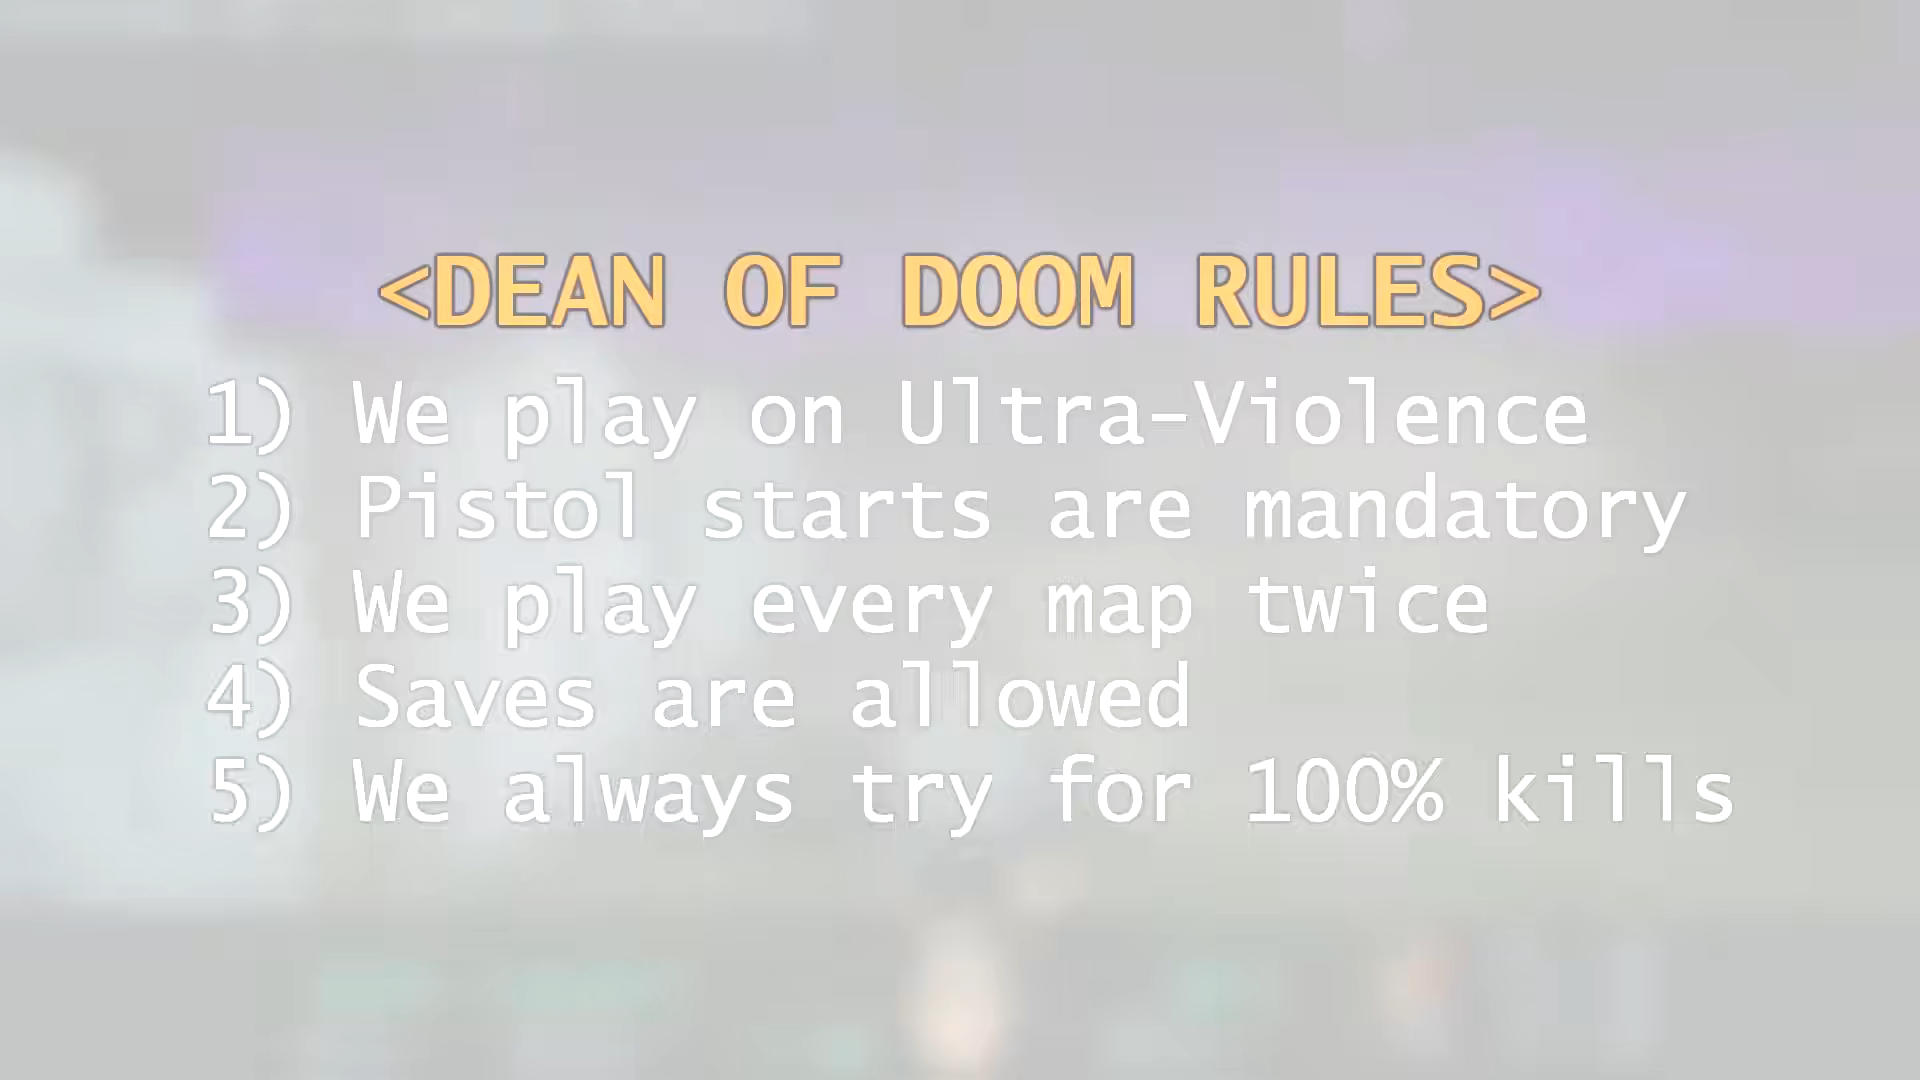 <DEAN OF DOOM RULES>
1) We play on Ultra-Violence
2) Pistol starts are mandatory
3) We play every map twice
4) Saves are allowed
5) We always try for 100% kills